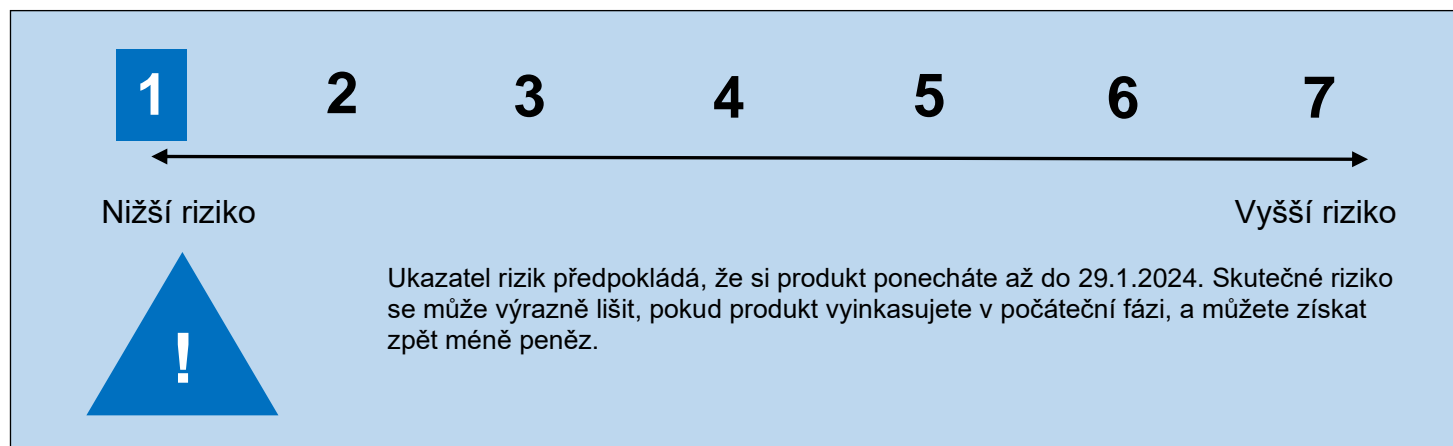 1 2 3 4 5 6 7
Nižší riziko Vyšší riziko
Ukazatel rizik předpokládá, že si produkt ponecháte až do 29.1.2024. Skutečné riziko
se může výrazně lišit, pokud produkt vyinkasujete v počáteční fázi, a můžete získat
zpět méně peněz.
!